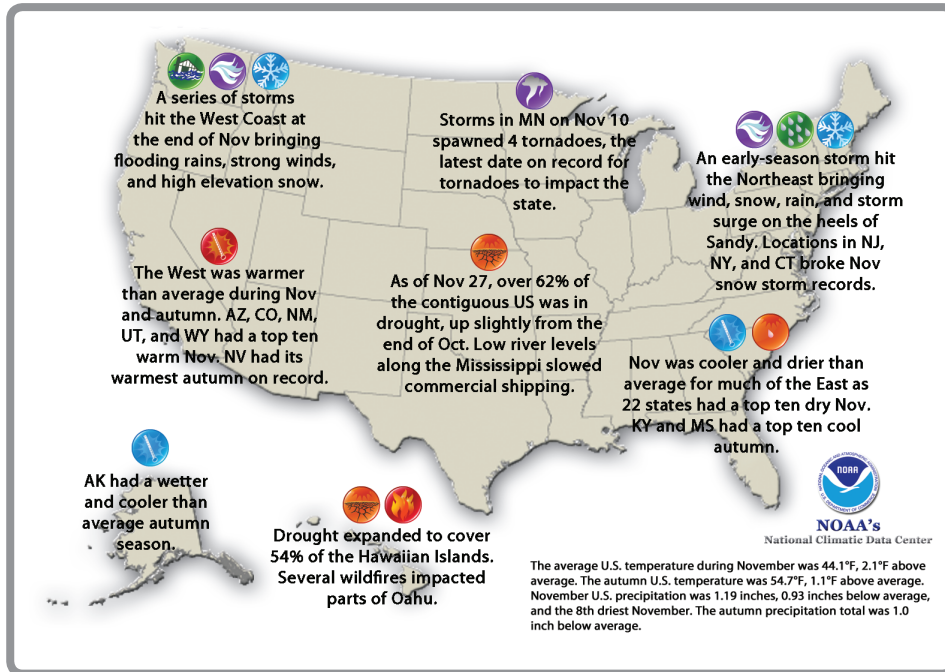 A series of storms
hit the West Coast at
the end of Nov bringing
flooding rains, strong winds,
and high elevation snow.
Storms in MN on Nov 10
spawned 4 tornadoes, the
latest date on record for
tornadoes to impact the
state.
An early-season storm hit
the Northeast bringing
wind, snow, rain, and storm
surge on the heels of
Sandy. Locations in NJ,
NY, and CT broke Nov
snow storm records.
The West was warmer
than average during Nov
and autumn. AZ, CO, NM,
UT, and WY had a top ten
warm Nov. NV had its
warmest autumn on record.
As of Nov 27, over 62% of
the contiguous US was in
drought, up slightly from the
end of Oct. Low river levels
along the Mississippi slowed
commercial shipping.
Nov was cooler and drier than
average for much of the East as
22 states had a top ten dry Nov.
KY and MS had a top ten cool
autumn.
AK had a wetter
and cooler than
average autumn
season.
Drought expanded to cover
54% of the Hawaiian Islands.
Several wildfires impacted
parts of Oahu.
NATIONAL OCEANIC AND ATMOSPHERIC ADMINISTRATION
NOAA
U.S. DEPARTMENT OF COMMERCE
NOAA's
National Climatic Data Center
The average U.S. temperature during November was 44.1°F, 2.1°F above
average. The autumn U.S. temperature was 54.7°F, 1.1°F above average.
November U.S. precipitation was 1.19 inches, 0.93 inches below average,
and the 8th driest November. The autumn precipitation total was 1.0
inch below average.